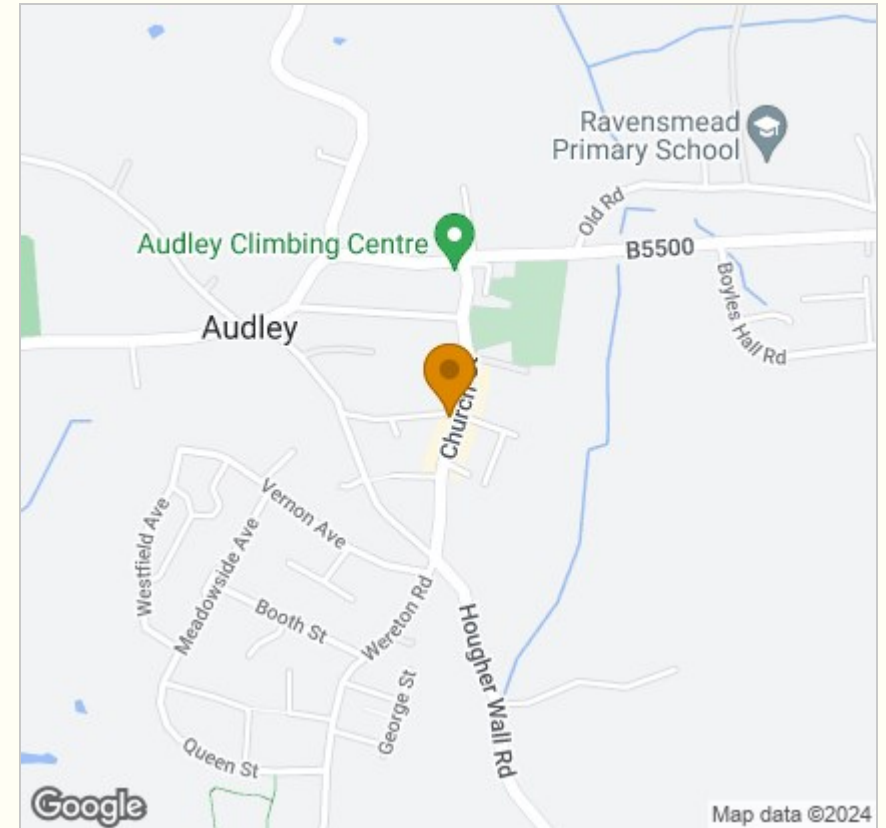 Ravensmead
Primary School
Old Rd
Audley Climbing Centre
B5500
Boyles Hall Rd
Audley
Church
Vernon Ave
Westfield Ave
Meadowside Ave
Booth St
Wereton Rd
Hougher Wall Rd
George St
Queen St
Google
Map data ©2024